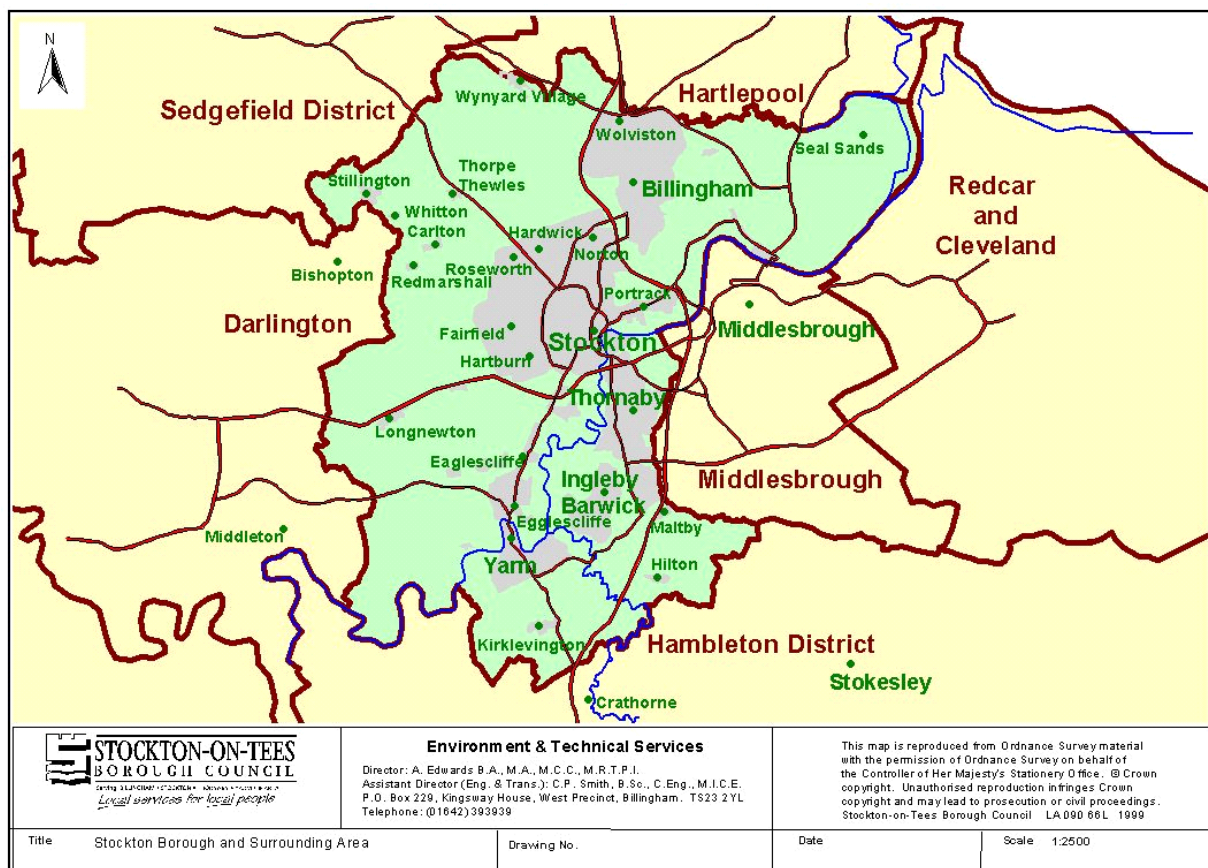 N
Sedgefield District
Wynyard Village
Hartlepool
Wolviston
Seal Sands
Stillington
Thorpe
Thewles
Billingham
Redcar
and
Cleveland
Whitton
Carlton
Hardwick
Norton
Bishopton
Redmarshall
Roseworth
Portrack
Darlington
Fairfield
Stockton
Middlesbrough
Hartburn
Thornaby
Longnewton
Eaglescliffe
Ingleby
Barwick
Middlesbrough
Egglescliffe
Maltby
Middleton
Yarm
Hilton
Kirklevington
Hambleton District
Stokesley
Crathorne
STOCKTON-ON-TEES
BOROUGH COUNCIL
Local services for local people
Environment & Technical Services
Director: A. Edwards B.A., M.A., M.C.C., M.R.T.P.I.
Assistant Director (Eng. & Trans.): C.P. Smith, B.Sc., C.Eng., M.I.C.E.
P.O. Box 229, Kingsway House, West Precinct, Billingham. TS23 2YL
Telephone: (01642) 393939
This map is reproduced from Ordnance Survey material
with the permission of Ordnance Survey on behalf of
the Controller of Her Majesty's Stationery Office. © Crown
copyright. Unauthorised reproduction infringes Crown
copyright and may lead to prosecution or civil proceedings.
Stockton-on-Tees Borough Council LA 090 66L 1999
Title Stockton Borough and Surrounding Area
Drawing No.
Date
Scale 1:2500